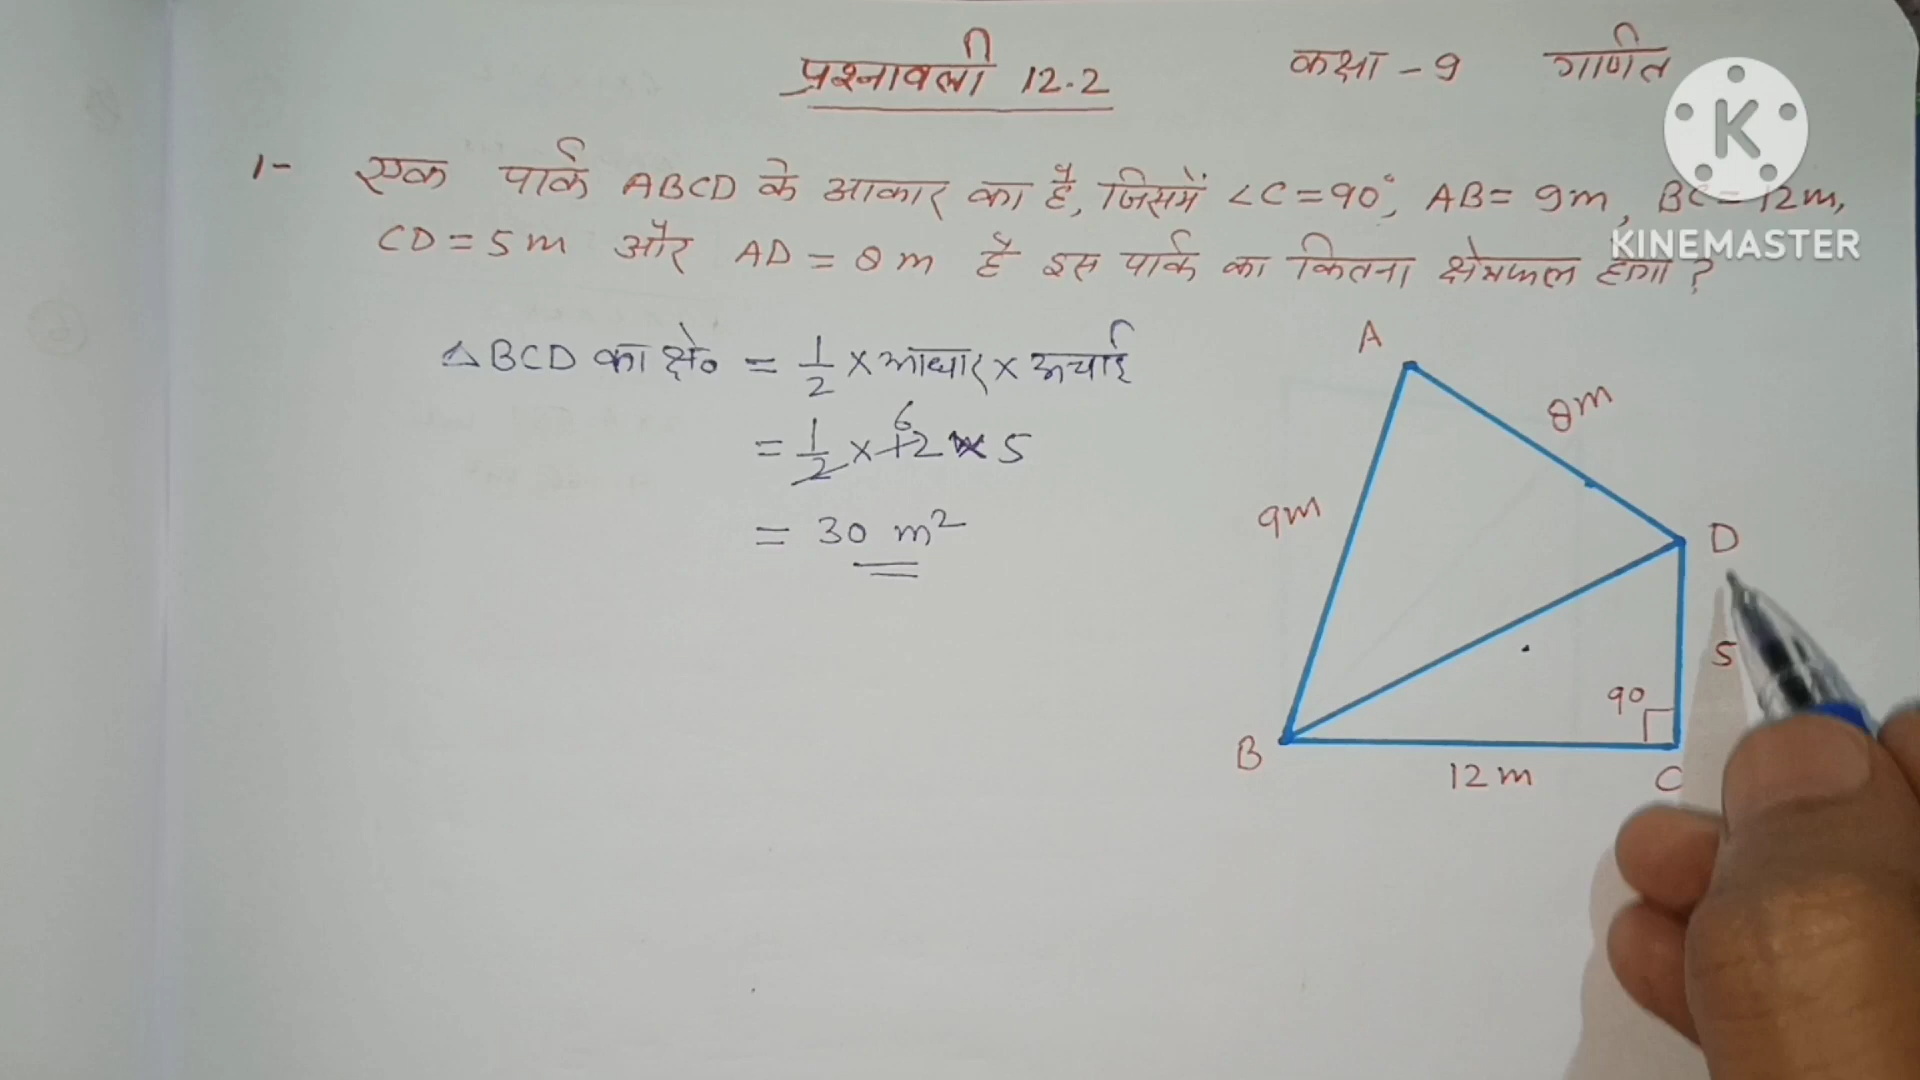 प्रश्नावली 12.2 कक्षा - 9 गणित
1- एक पार्क ABCD के आकार का है, जिसमें ∠C = 90°, AB = 9m, BC = 12m,
CD = 5m और AD = 8m है इस पार्क का कितना क्षेत्रफल होगा ?
KINEMASTER
△BCD का क्षे० = 1/2 × आधार × ऊचाई
= 1/2 × 12 × 5
6
= 30 m²
A
8m
9m
D
5
90
B
12m
C
K